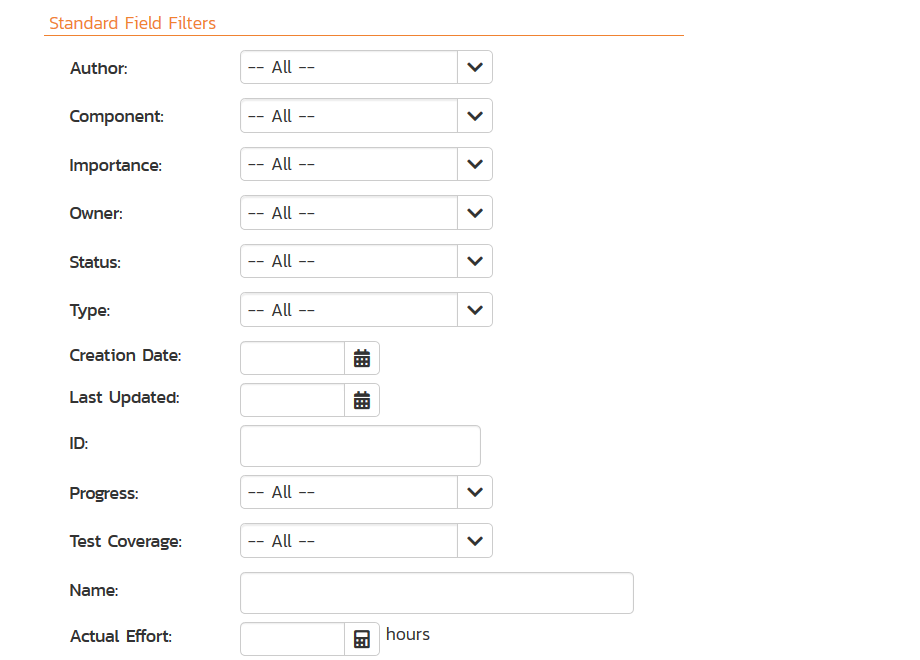 Standard Field Filters
Author: -- All --
Component: -- All --
Importance: -- All --
Owner: -- All --
Status: -- All --
Type: -- All --
Creation Date:
Last Updated:
ID:
Progress: -- All --
Test Coverage: -- All --
Name:
Actual Effort: hours